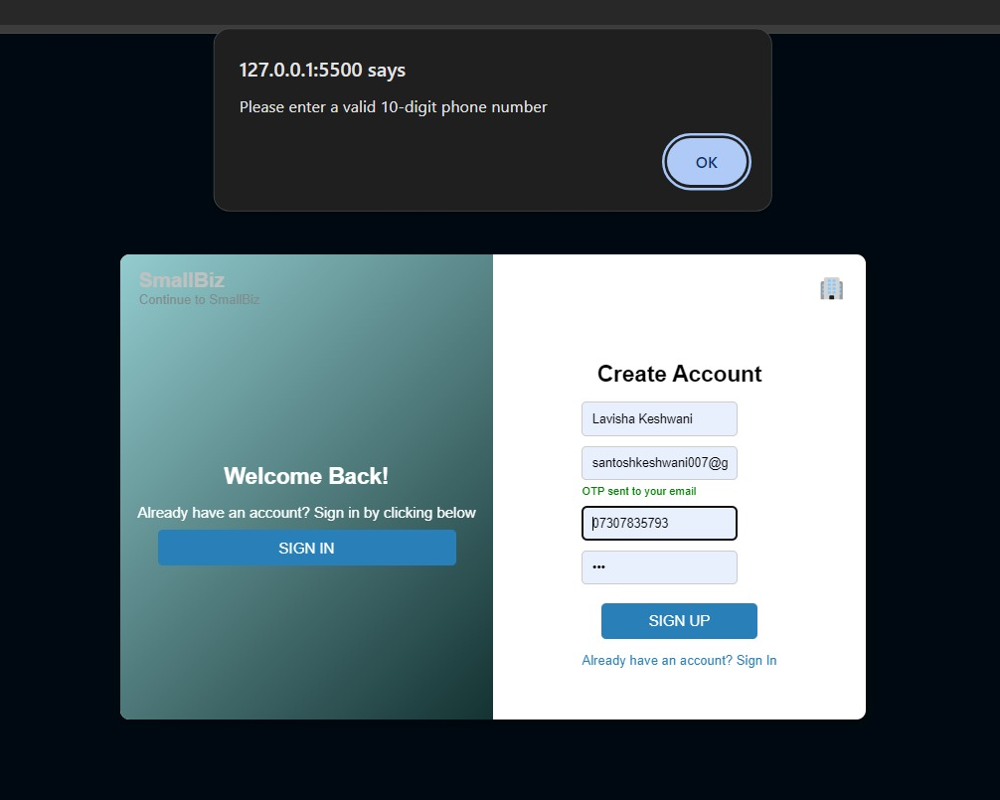 127.0.0.1:5500 says
Please enter a valid 10-digit phone number
OK
SmallBiz
Continue to SmallBiz
Welcome Back!
Already have an account? Sign in by clicking below
SIGN IN
Create Account
Lavisha Keshwani
santoshkeshwani007@g
OTP sent to your email
07307835793
•••
SIGN UP
Already have an account? Sign In